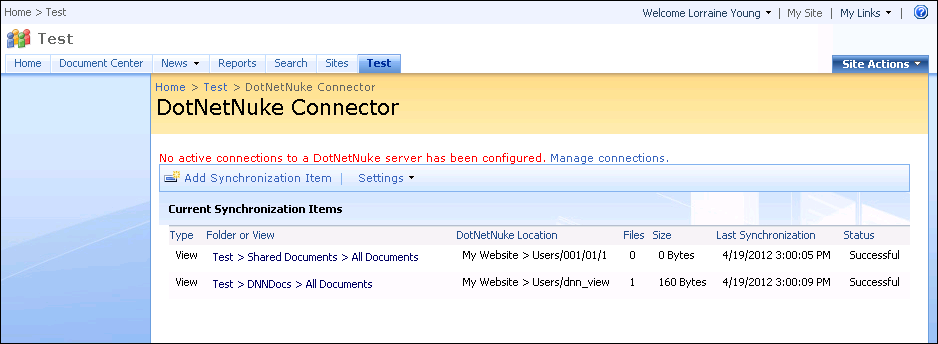 Home > Test
Welcome Lorraine Young | My Site | My Links | ?
Test
Home Document Center News Reports Search Sites Test Site Actions
Home > Test > DotNetNuke Connector
DotNetNuke Connector
No active connections to a DotNetNuke server has been configured. Manage connections.
Add Synchronization Item | Settings
Current Synchronization Items
Type Folder or View DotNetNuke Location Files Size Last Synchronization Status
View Test > Shared Documents > All Documents My Website > Users/001/01/1 0 0 Bytes 4/19/2012 3:00:05 PM Successful
View Test > DNNDocs > All Documents My Website > Users/dnn_view 1 160 Bytes 4/19/2012 3:00:09 PM Successful